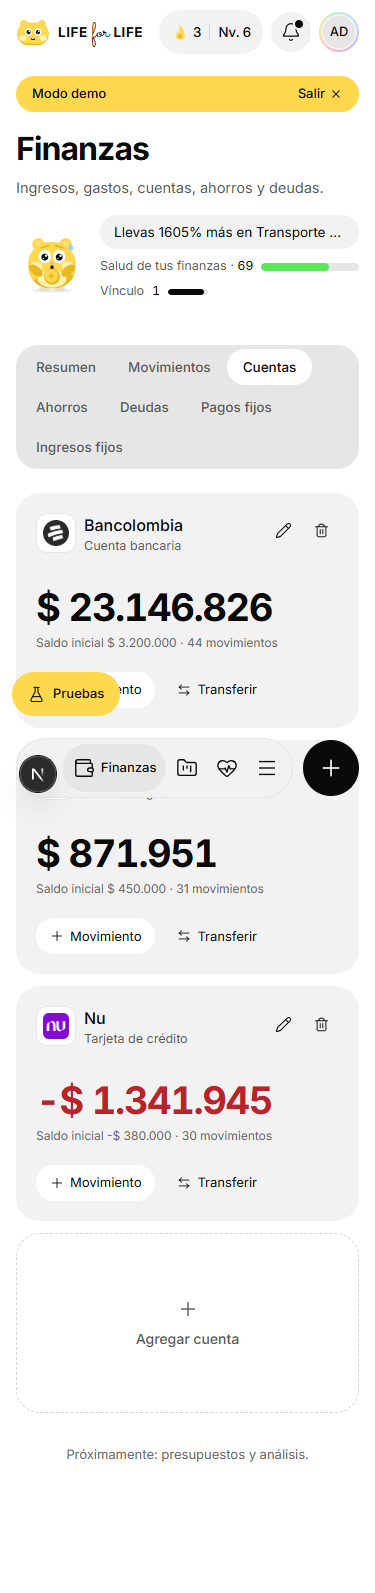 LIFE for LIFE
3
Nv. 6
AD
Modo demo
Salir ×
Finanzas
Ingresos, gastos, cuentas, ahorros y deudas.
Llevas 1605% más en Transporte ...
Salud de tus finanzas · 69
Vínculo 1
Resumen
Movimientos
Cuentas
Ahorros
Deudas
Pagos fijos
Ingresos fijos
Bancolombia
Cuenta bancaria
$ 23.146.826
Saldo inicial $ 3.200.000 · 44 movimientos
Pruebas
ento
Transferir
N
Finanzas
$ 871.951
Saldo inicial $ 450.000 · 31 movimientos
Movimiento
Transferir
nu
Nu
Tarjeta de crédito
-$ 1.341.945
Saldo inicial -$ 380.000 · 30 movimientos
Movimiento
Transferir
Agregar cuenta
Próximamente: presupuestos y análisis.